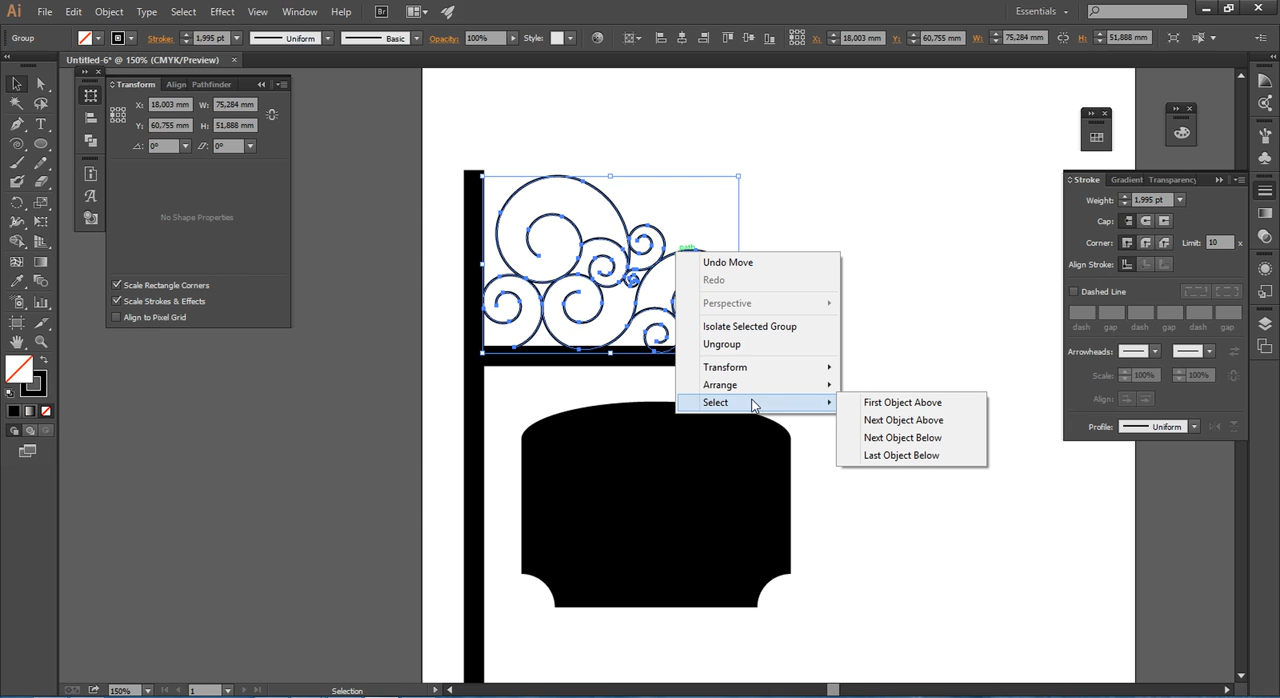 Ai File Edit Object Type Select Effect View Window Help Br Essentials
Group Stroke: 1,995 pt Uniform Basic Opacity: 100% Style: X: 18,003 mm Y: 60,755 mm W: 75,284 mm H: 51,888 mm
Untitled-6* @ 150% (CMYK/Preview)
Transform Align Pathfinder
X: 18,003 mm W: 75,284 mm
Y: 60,755 mm H: 51,888 mm
0° 0°
No Shape Properties
Scale Rectangle Corners
Scale Strokes & Effects
Align to Pixel Grid
path
Undo Move
Redo
Perspective
Isolate Selected Group
Ungroup
Transform
Arrange
Select
First Object Above
Next Object Above
Next Object Below
Last Object Below
Stroke Gradient Transparency
Weight: 1,995 pt
Cap:
Corner: Limit: 10 x
Align Stroke:
Dashed Line
dash gap dash gap dash gap
Arrowheads:
Scale: 100% 100%
Align:
Profile: Uniform
150% 1 Selection